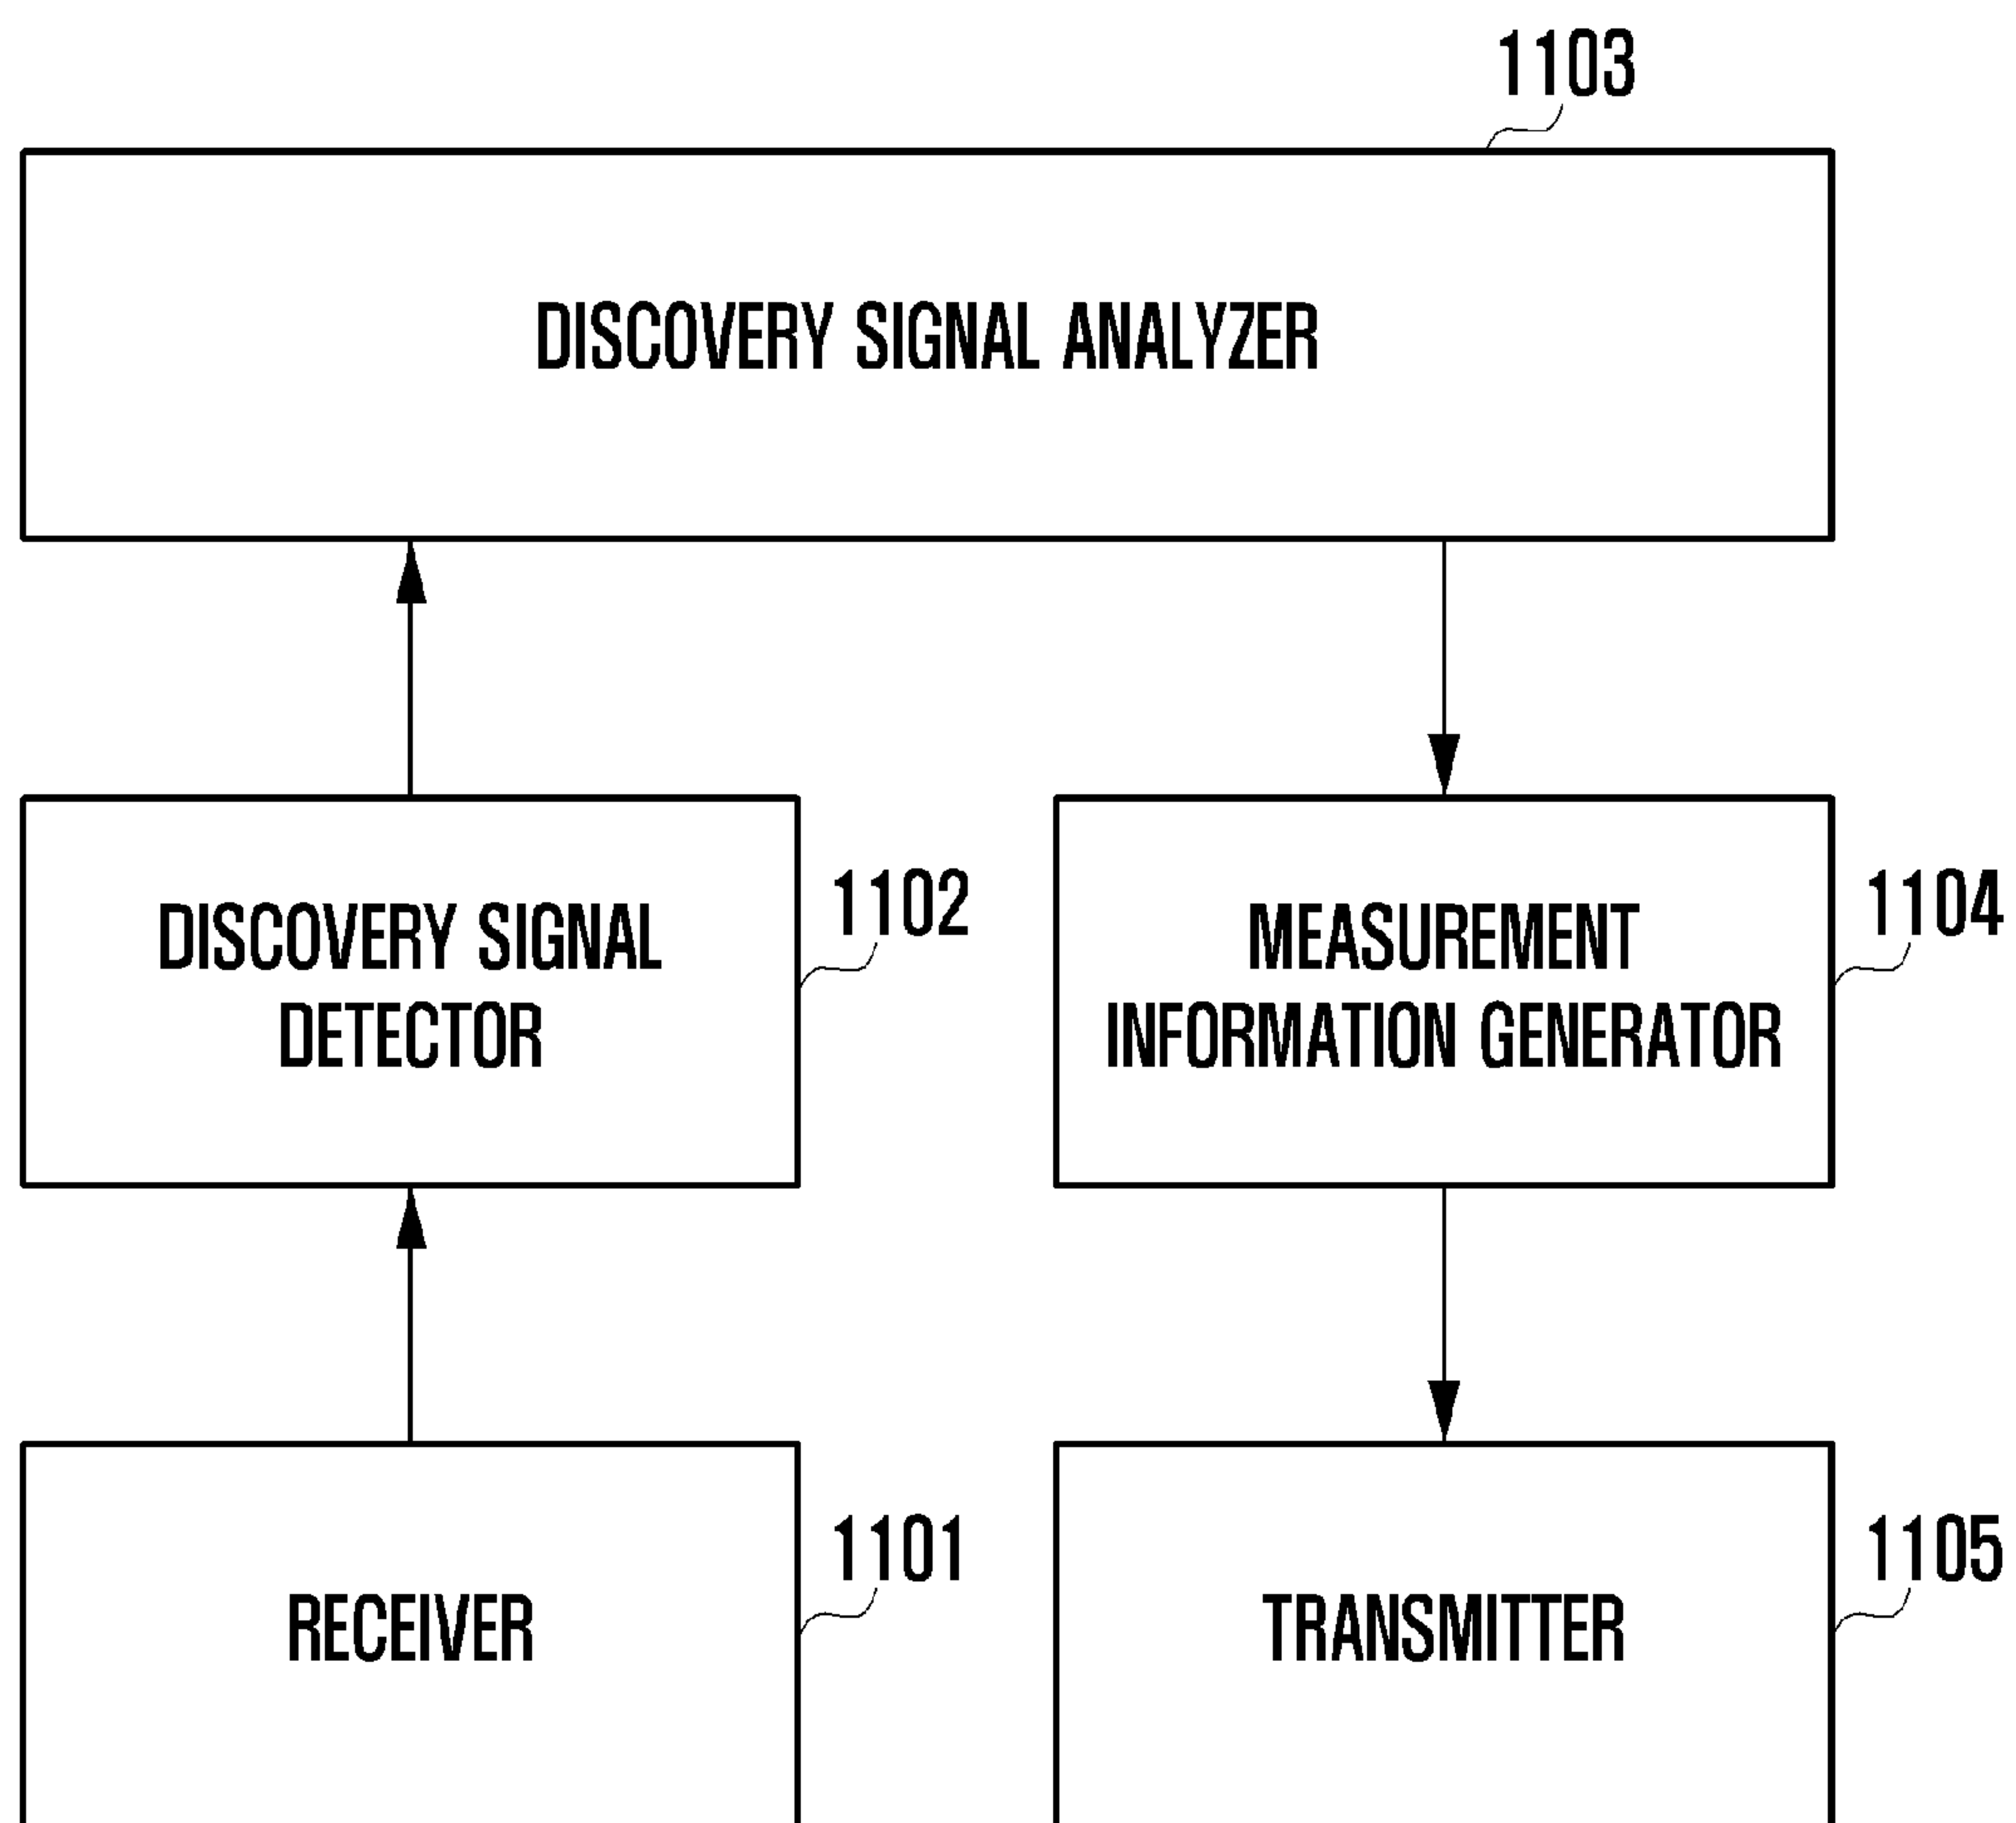 1103
DISCOVERY SIGNAL ANALYZER
DISCOVERY SIGNAL
DETECTOR
1102
MEASUREMENT
INFORMATION GENERATOR
1104
RECEIVER
1101
TRANSMITTER
1105